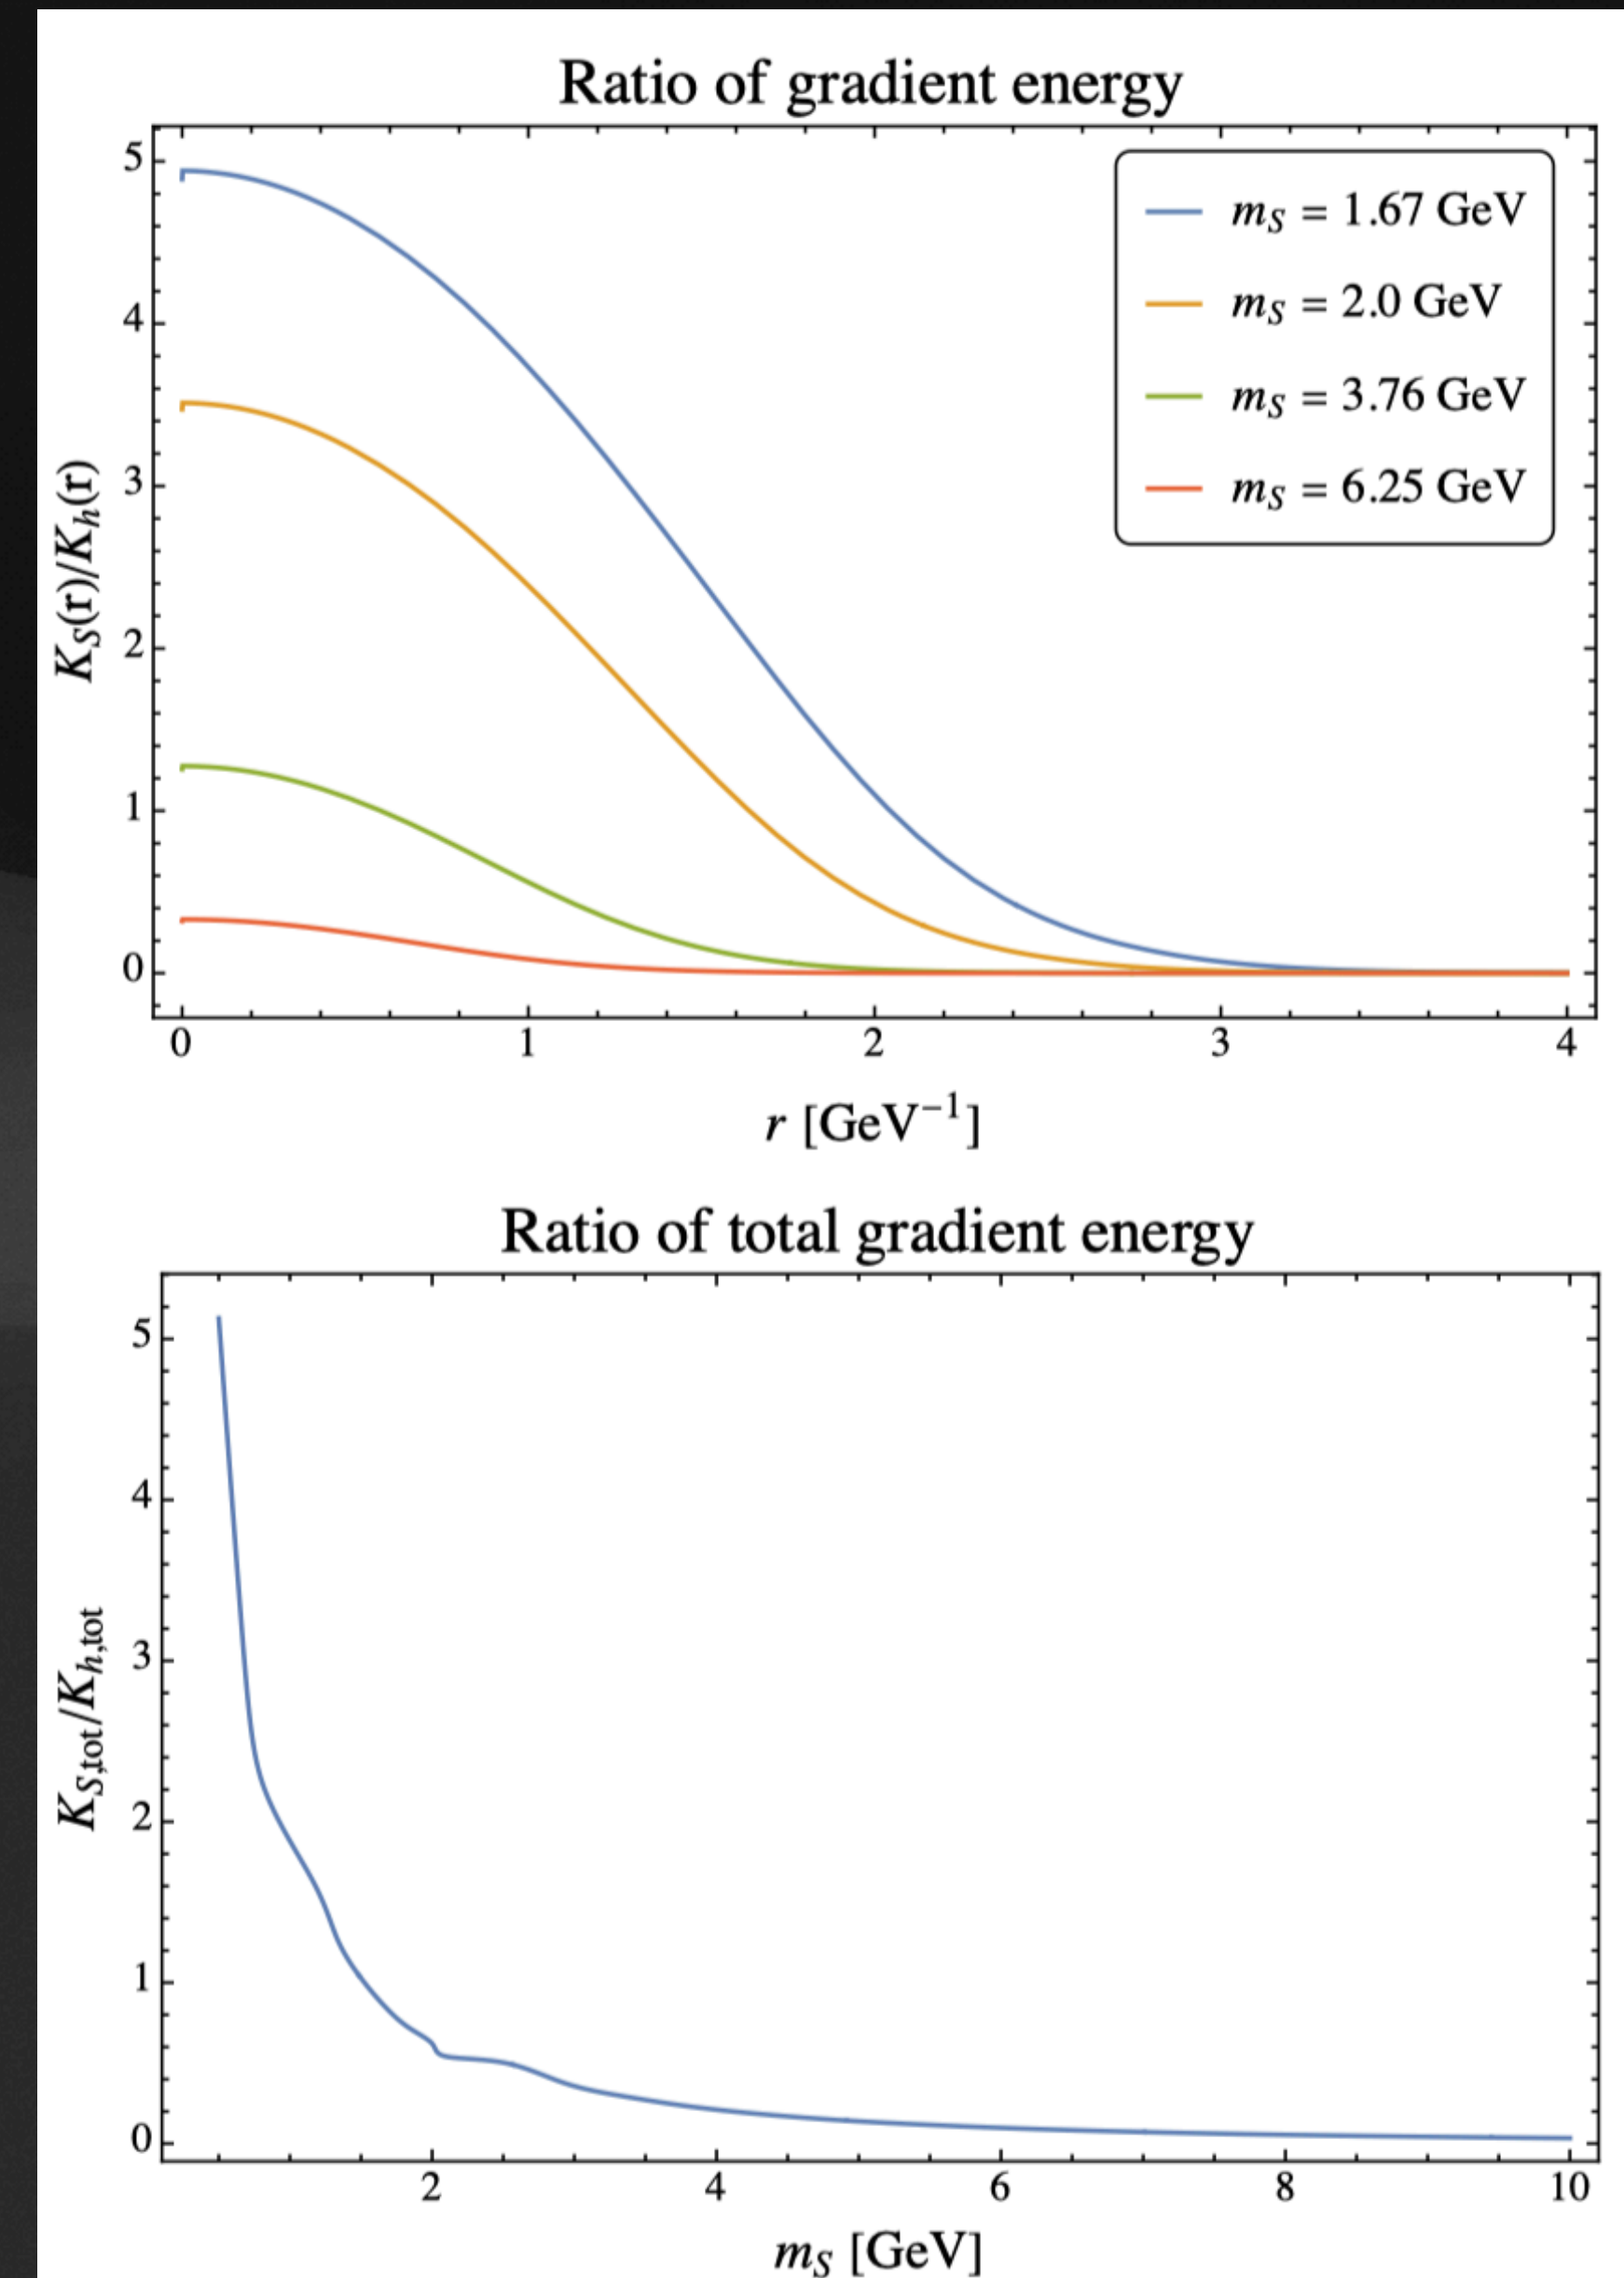 Ratio of gradient energy
5
4
3
2
1
0
K_S(r)/K_h(r)
m_S = 1.67 GeV
m_S = 2.0 GeV
m_S = 3.76 GeV
m_S = 6.25 GeV
0 1 2 3 4
r [GeV⁻¹]
Ratio of total gradient energy
5
4
3
2
1
0
K_S,tot/K_h,tot
2 4 6 8 10
m_S [GeV]